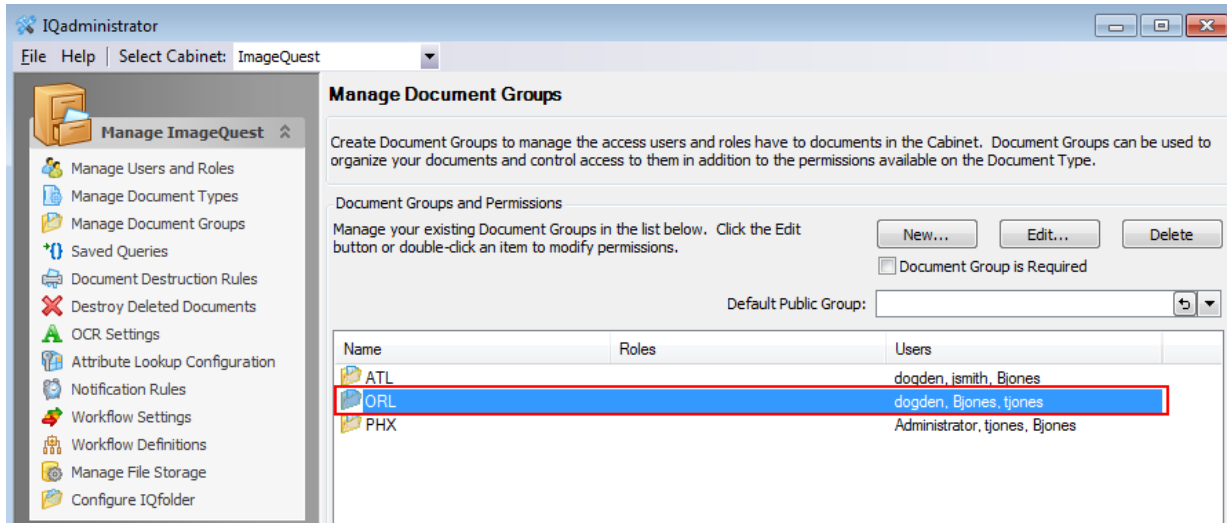 IQadministrator
File Help Select Cabinet: ImageQuest
Manage ImageQuest
Manage Users and Roles
Manage Document Types
Manage Document Groups
Saved Queries
Document Destruction Rules
Destroy Deleted Documents
OCR Settings
Attribute Lookup Configuration
Notification Rules
Workflow Settings
Workflow Definitions
Manage File Storage
Configure IQfolder
Manage Document Groups
Create Document Groups to manage the access users and roles have to documents in the Cabinet. Document Groups can be used to
organize your documents and control access to them in addition to the permissions available on the Document Type.
Document Groups and Permissions
Manage your existing Document Groups in the list below. Click the Edit
button or double-click an item to modify permissions.
New... Edit... Delete
Document Group is Required
Default Public Group:
Name Roles Users
ATL dogden, jsmith, Bjones
ORL dogden, Bjones, tjones
PHX Administrator, tjones, Bjones